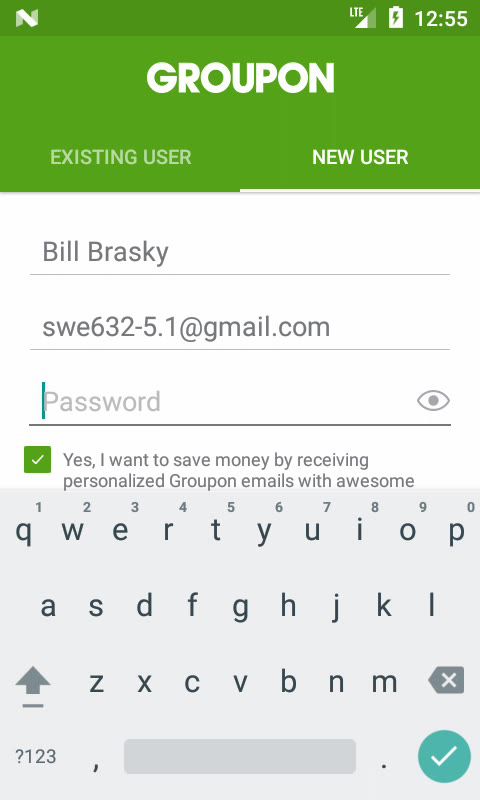 LTE 12:55
GROUPON
EXISTING USER NEW USER
Bill Brasky
swe632-5.1@gmail.com
Password
Yes, I want to save money by receiving
personalized Groupon emails with awesome
1 2 3 4 5 6 7 8 9 0
q w e r t y u i o p
a s d f g h j k l
z x c v b n m
?123 , .